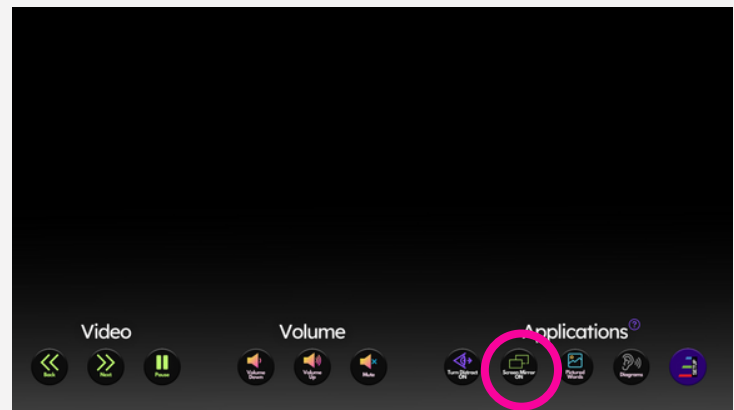 Video
Volume
Applications
?
Back
Next
Pause
Volume
Down
Volume
Up
Mute
Turn Distract
ON
Screen Mirror
ON
Pictured
Words
Diagrams